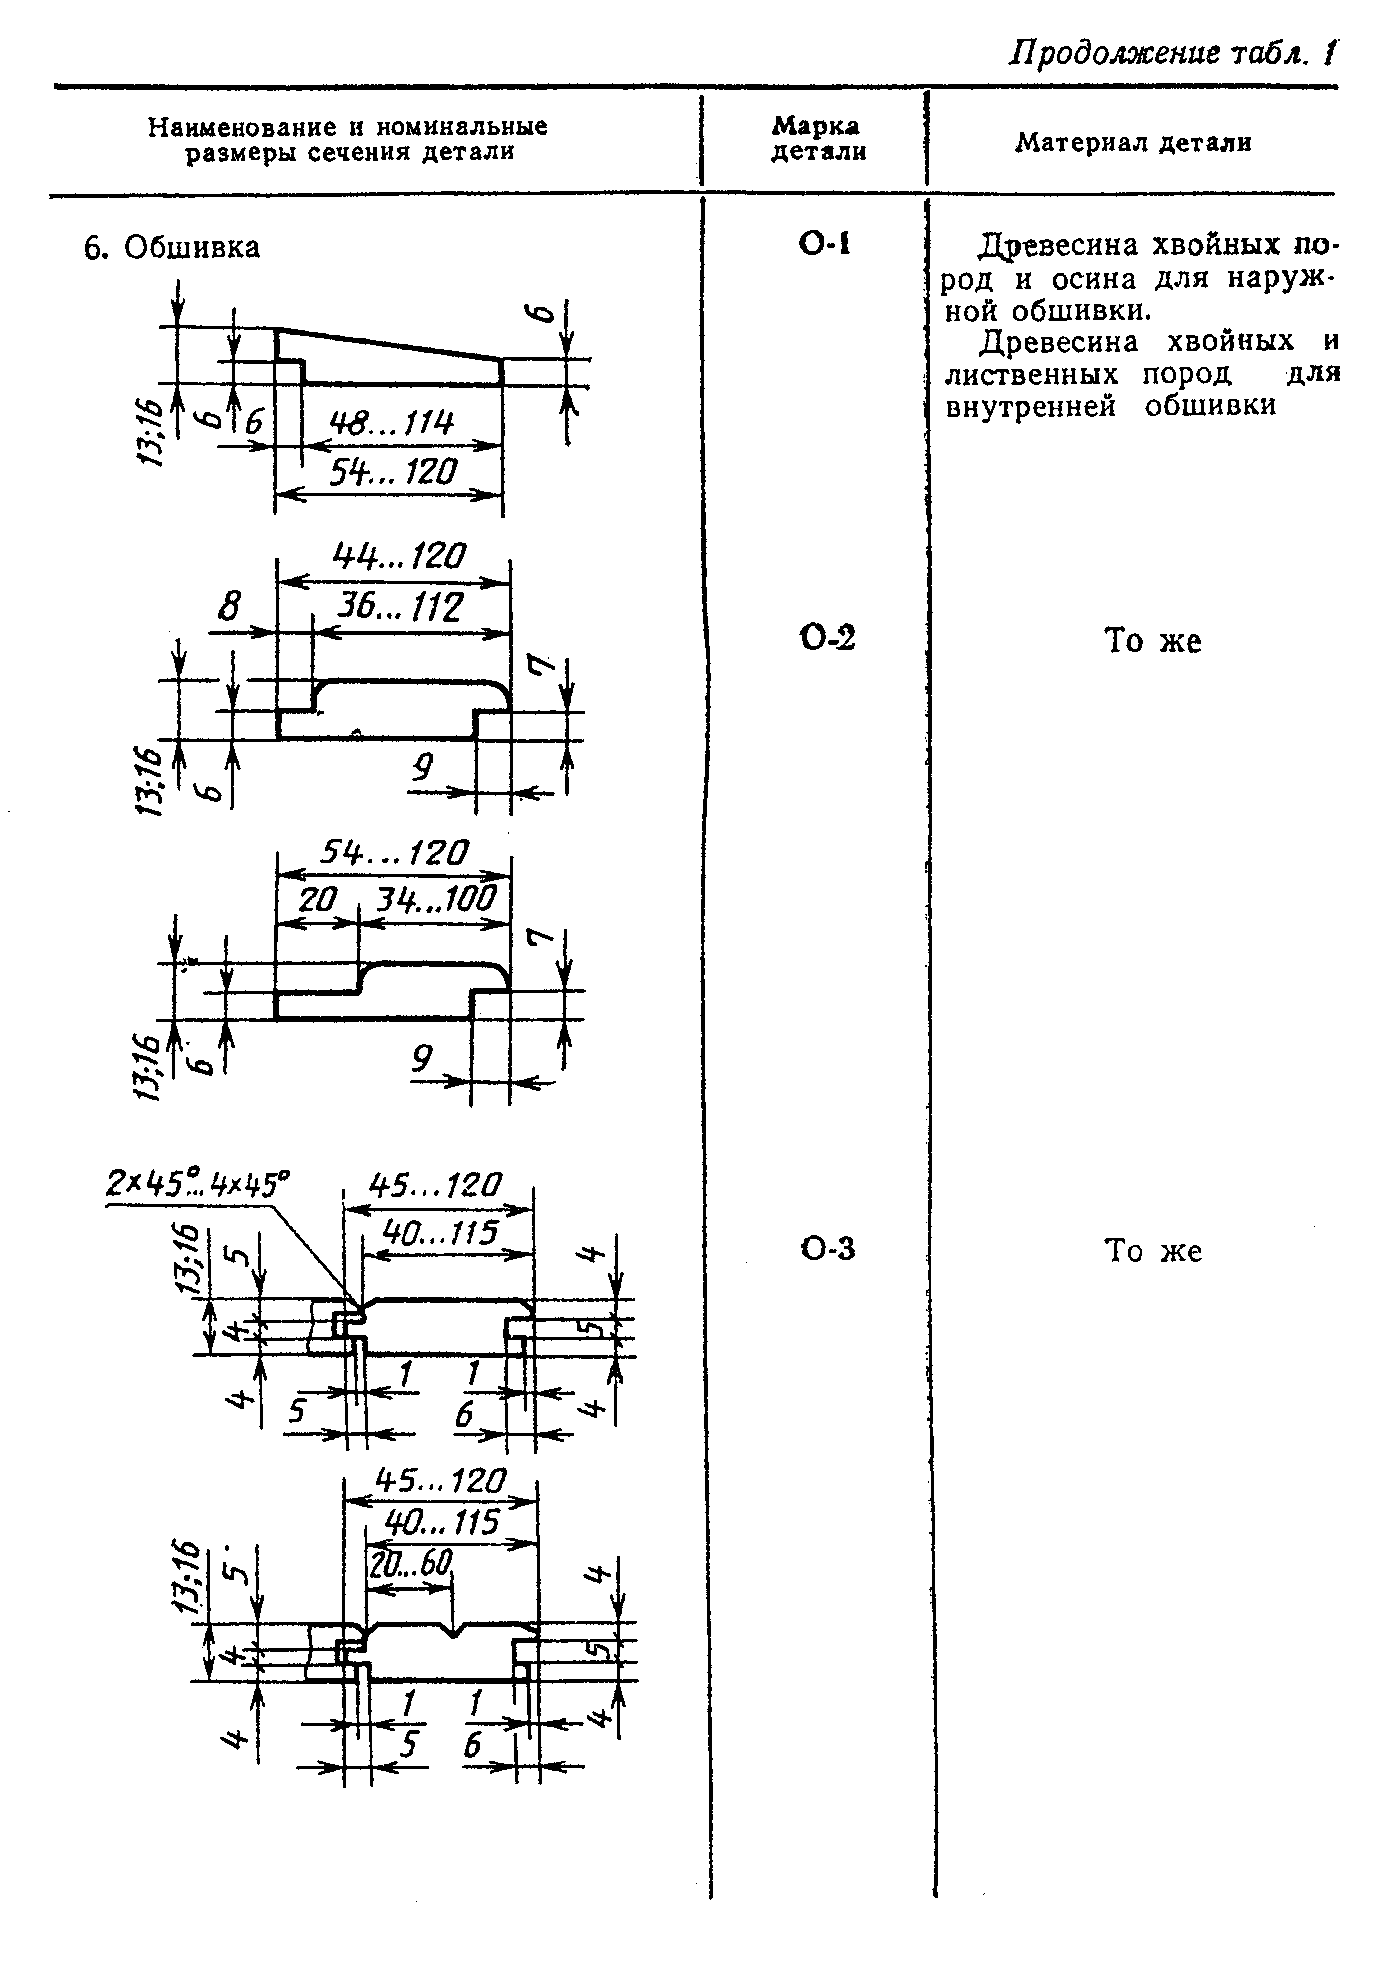 Продолжение табл. 1
Наименование и номинальные
размеры сечения детали
Марка
детали
Материал детали
6. Обшивка
О-1
Древесина хвойных по-
род и осина для наруж-
ной обшивки.
Древесина хвойных и
лиственных пород для
внутренней обшивки
6
13;16
6
6
48...114
54...120
44...120
8
36...112
О-2
То же
7
13;16
6
9
54...120
20
34...100
7
13;16
6
9
2×45°...4×45°
45...120
40...115
О-3
То же
13;16
5
4
4
5
4
1
1
4
4
5
6
45...120
40...115
20...60
13;16
5
4
4
5
1
1
4
4
5
6